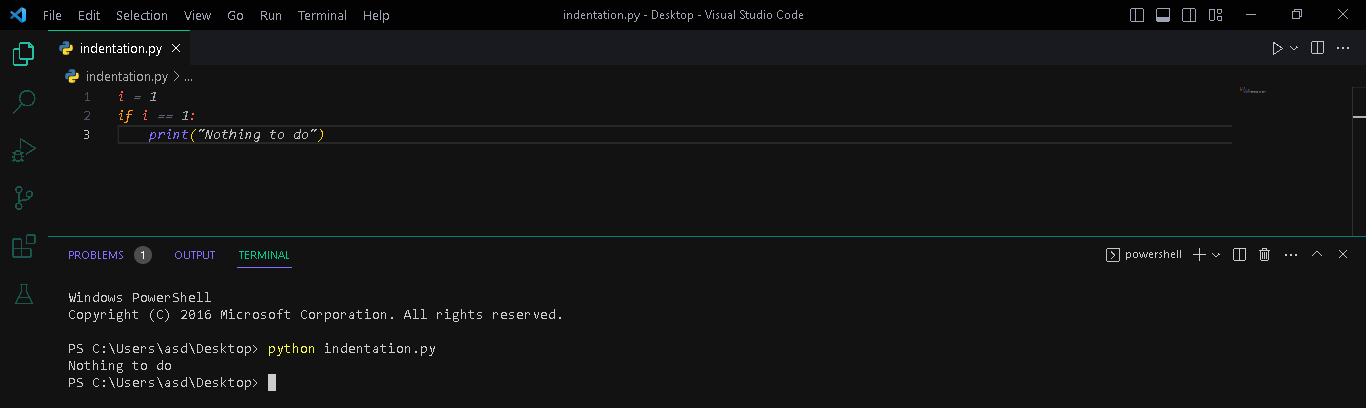 File Edit Selection View Go Run Terminal Help indentation.py - Desktop - Visual Studio Code
indentation.py
indentation.py > ...
1 i = 1
2 if i == 1:
3     print("Nothing to do")
PROBLEMS 1 OUTPUT TERMINAL powershell
Windows PowerShell
Copyright (C) 2016 Microsoft Corporation. All rights reserved.
PS C:\Users\asd\Desktop> python indentation.py
Nothing to do
PS C:\Users\asd\Desktop>